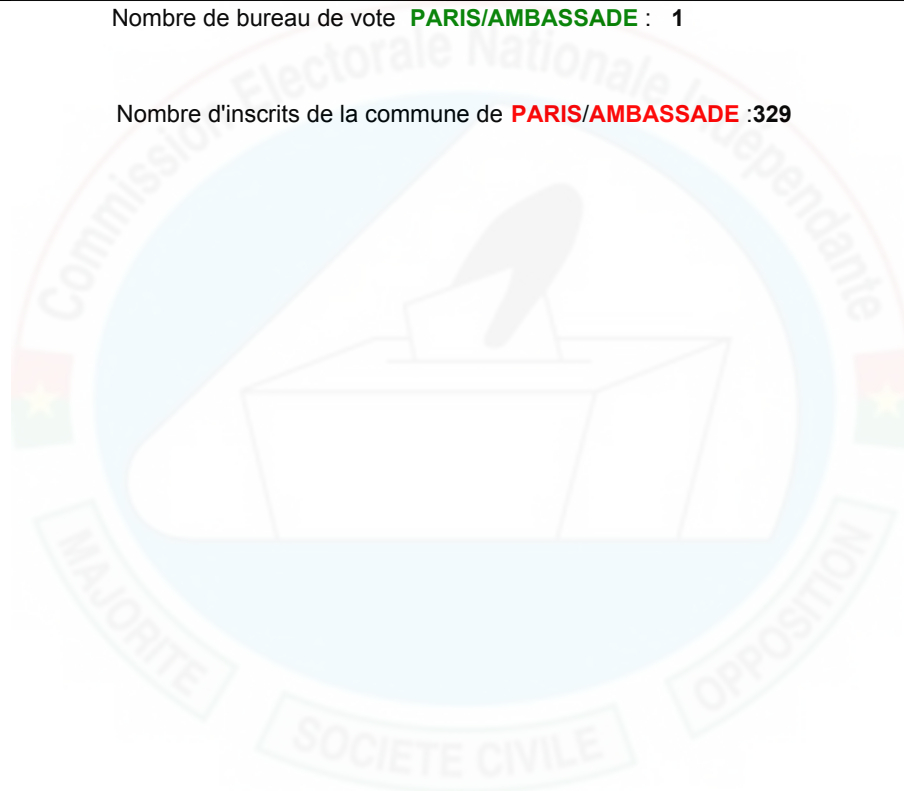 Nombre de bureau de vote PARIS/AMBASSADE : 1
Nombre d'inscrits de la commune de PARIS/AMBASSADE :329
Commission Electorale Nationale Independante
MAJORITE
SOCIETE CIVILE
OPPOSITION